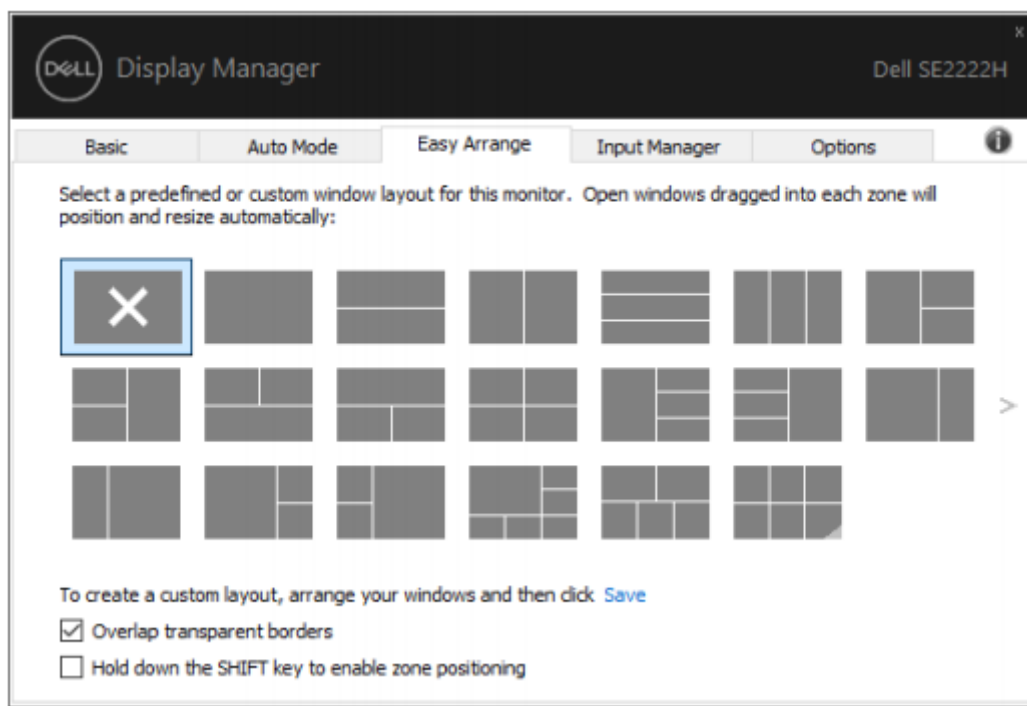 x
DELL Display Manager Dell SE2222H
Basic Auto Mode Easy Arrange Input Manager Options i
Select a predefined or custom window layout for this monitor. Open windows dragged into each zone will
position and resize automatically:
>
To create a custom layout, arrange your windows and then click Save
Overlap transparent borders
Hold down the SHIFT key to enable zone positioning